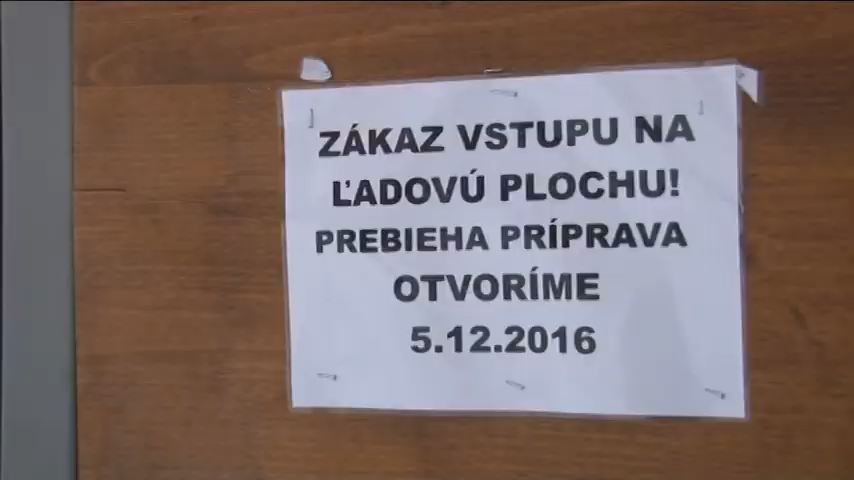 ZÁKAZ VSTUPU NA
ĽADOVÚ PLOCHU!
PREBIEHA PRÍPRAVA
OTVORÍME
5.12.2016